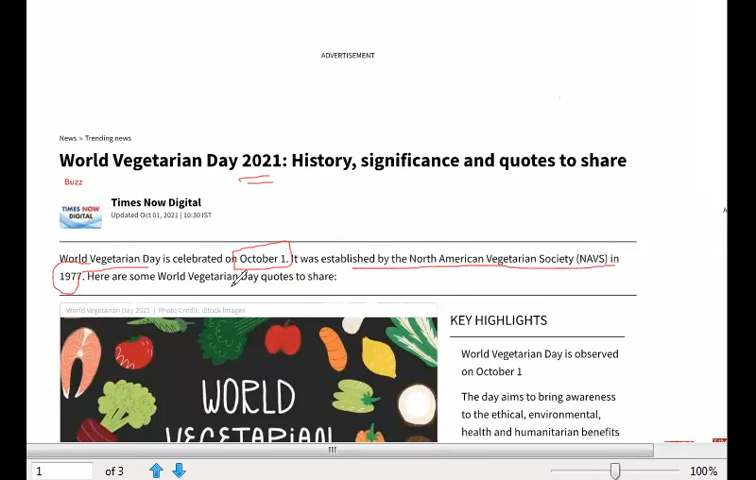 ADVERTISEMENT
News > Trending news
World Vegetarian Day 2021: History, significance and quotes to share
Buzz
TIMES NOW
DIGITAL
Times Now Digital
Updated Oct 01, 2021 | 10:30 IST
World Vegetarian Day is celebrated on October 1. It was established by the North American Vegetarian Society (NAVS) in
1977. Here are some World Vegetarian Day quotes to share:
World Vegetarian Day 2021 | Photo Credit: iStock Images
KEY HIGHLIGHTS
World Vegetarian Day is observed
on October 1
The day aims to bring awareness
to the ethical, environmental,
health and humanitarian benefits
WORLD
VEGETARIAN
1 of 3
100%